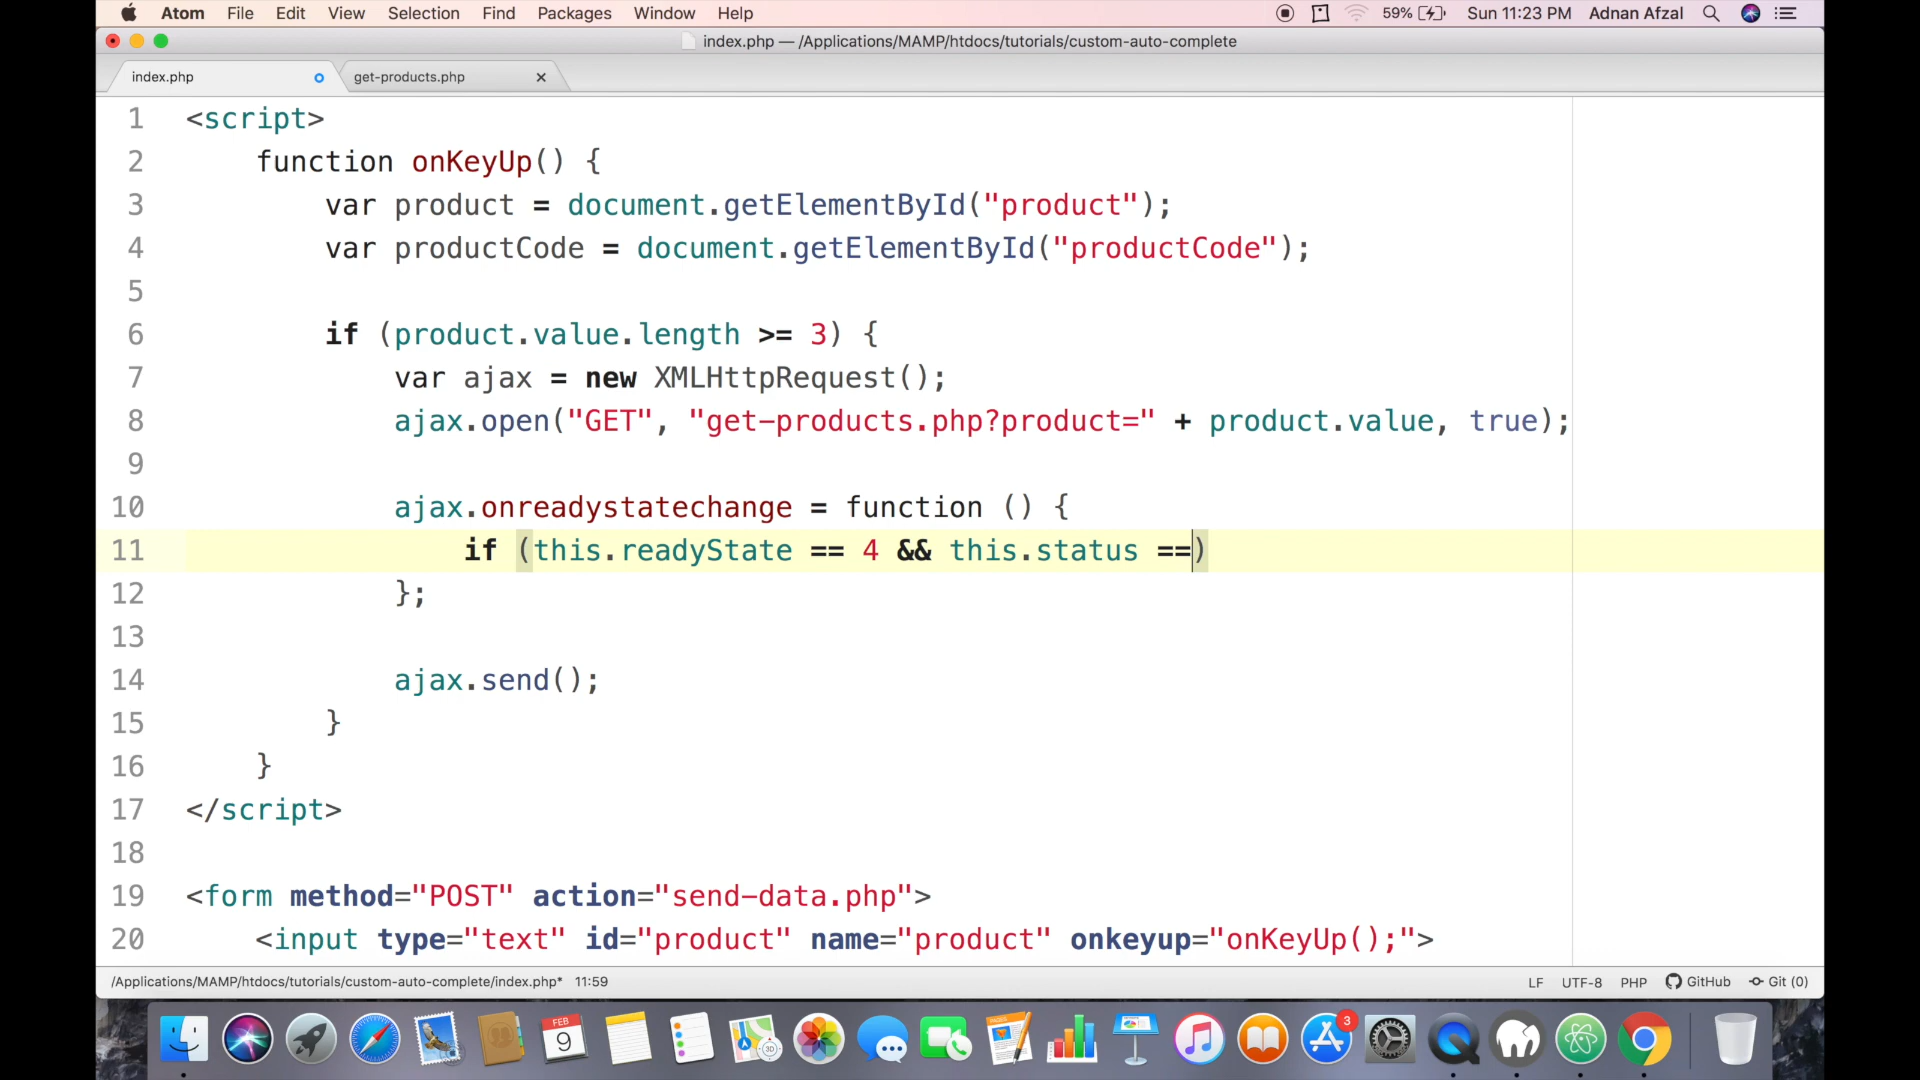 Atom File Edit View Selection Find Packages Window Help 59% Sun 11:23 PM Adnan Afzal
index.php — /Applications/MAMP/htdocs/tutorials/custom-auto-complete
index.php get-products.php
1 <script>
2 function onKeyUp() {
3 var product = document.getElementById("product");
4 var productCode = document.getElementById("productCode");
5
6 if (product.value.length >= 3) {
7 var ajax = new XMLHttpRequest();
8 ajax.open("GET", "get-products.php?product=" + product.value, true);
9
10 ajax.onreadystatechange = function () {
11 if (this.readyState == 4 && this.status ==)
12 };
13
14 ajax.send();
15 }
16 }
17 </script>
18
19 <form method="POST" action="send-data.php">
20 <input type="text" id="product" name="product" onkeyup="onKeyUp();">
/Applications/MAMP/htdocs/tutorials/custom-auto-complete/index.php* 11:59 LF UTF-8 PHP GitHub Git (0)
FEB
9
3D
PAGES
3